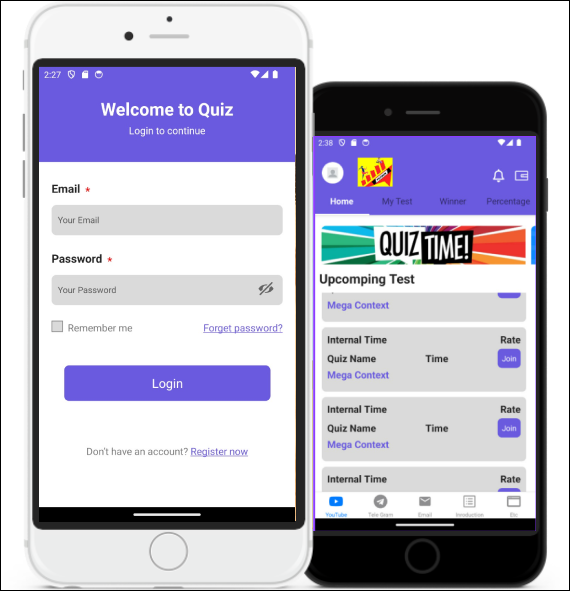 2:27
Welcome to Quiz
Login to continue
Email *
Your Email
Password *
Your Password
Remember me Forget password?
Login
Don't have an account? Register now
2:38
Home My Test Winner Percentage
QUIZ TIME!
Upcomping Test
Mega Context
Internal Time Rate
Quiz Name Time Join
Mega Context
Internal Time Rate
Quiz Name Time Join
Mega Context
Internal Time Rate
YouTube Tele Gram Email Inroduction Etc